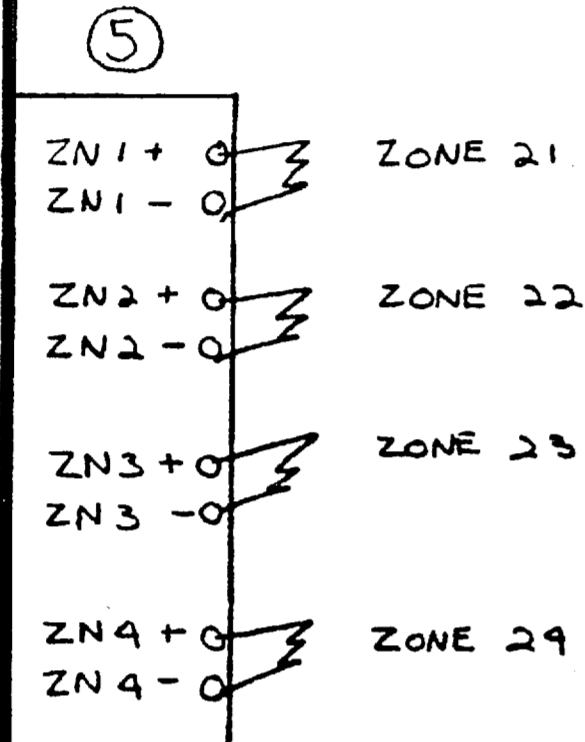 5
ZN1+ ZONE 21
ZN1-
ZN2+ ZONE 22
ZN2-
ZN3+ ZONE 23
ZN3-
ZN4+ ZONE 24
ZN4-